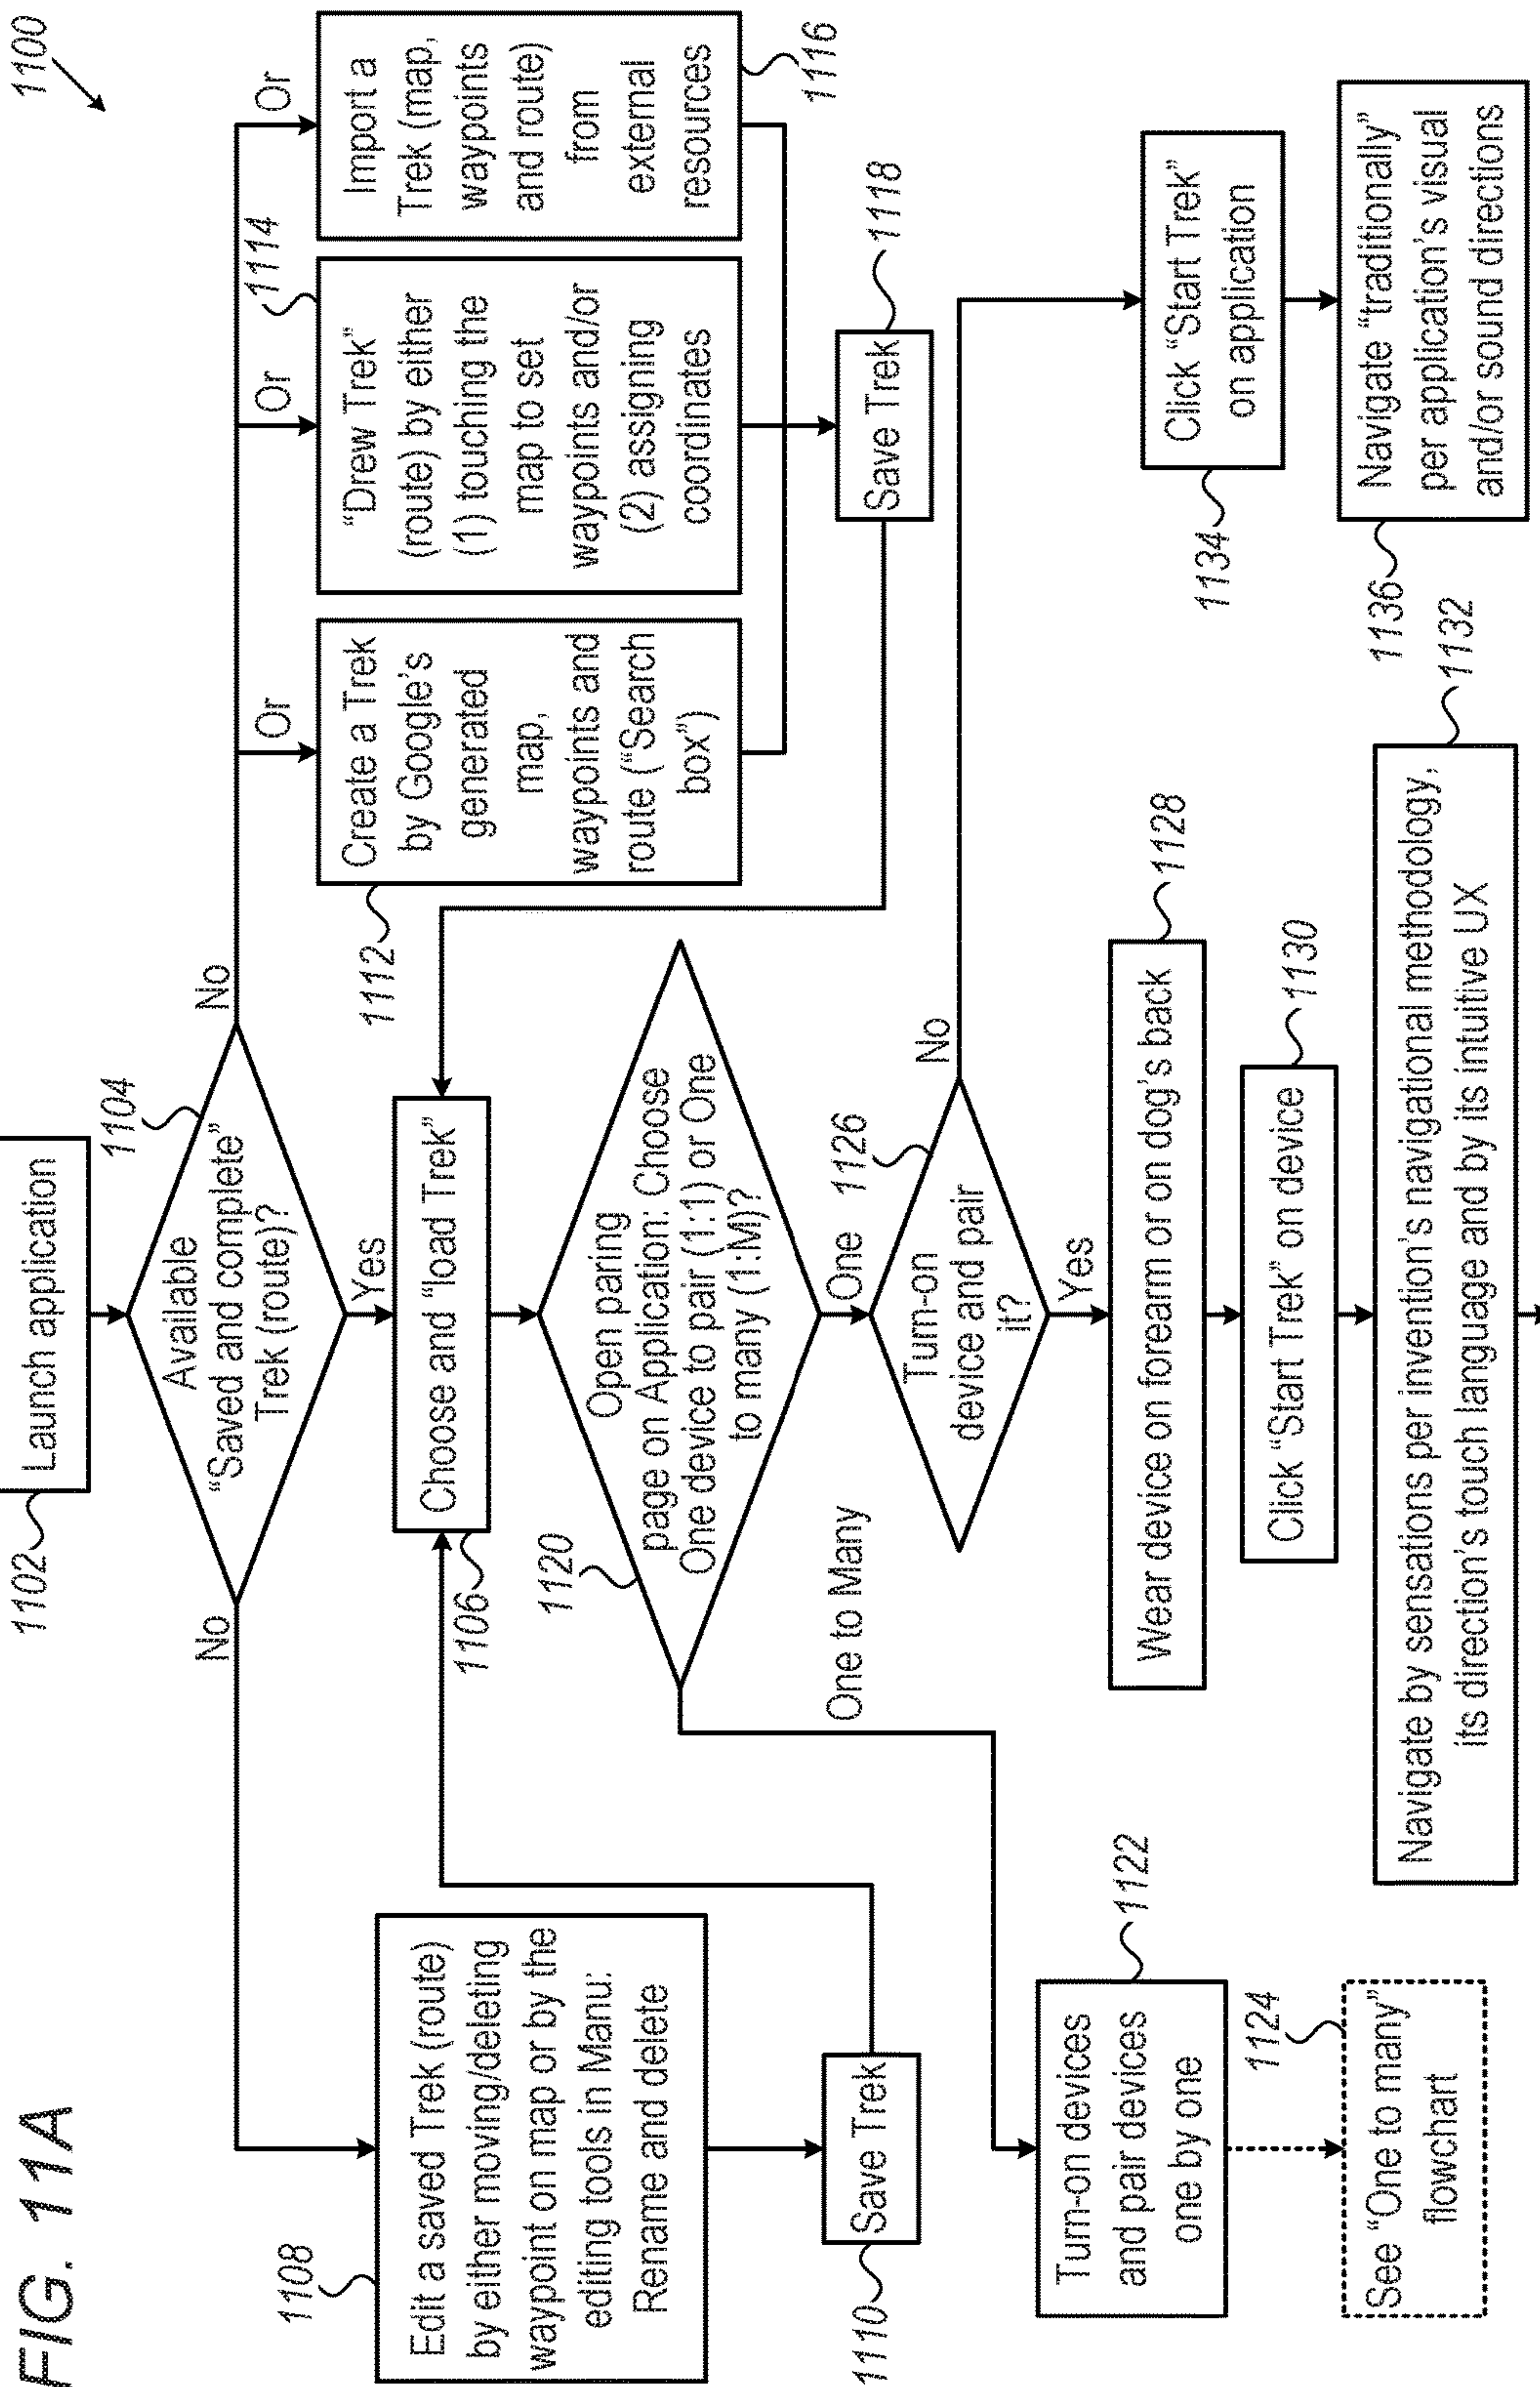 FIG. 11A
1100
Launch application
1102
Available
"Saved and complete"
Trek (route)?
1104
No
No
Yes
Or
Or
Or
Edit a saved Trek (route)
by either moving/deleting
waypoint on map or by the
editing tools in Manu:
Rename and delete
1108
Save Trek
1110
Choose and "load Trek"
1106
Create a Trek
by Google's
generated
map,
waypoints and
route ("Search
box")
1112
"Drew Trek"
(route) by either
(1) touching the
map to set
waypoints and/or
(2) assigning
coordinates
1114
Import a
Trek (map,
waypoints
and route)
from
external
resources
1116
Save Trek
1118
Open paring
page on Application: Choose
One device to pair (1:1) or One
to many (1:M)?
1120
One to Many
One
Turn-on devices
and pair devices
one by one
1122
See "One to many"
flowchart
1124
Turn-on
device and pair
it?
1126
No
Yes
Wear device on forearm or on dog's back
1128
Click "Start Trek" on device
1130
Navigate by sensations per invention's navigational methodology,
its direction's touch language and by its intuitive UX
1132
Click "Start Trek"
on application
1134
Navigate "traditionally"
per application's visual
and/or sound directions
1136